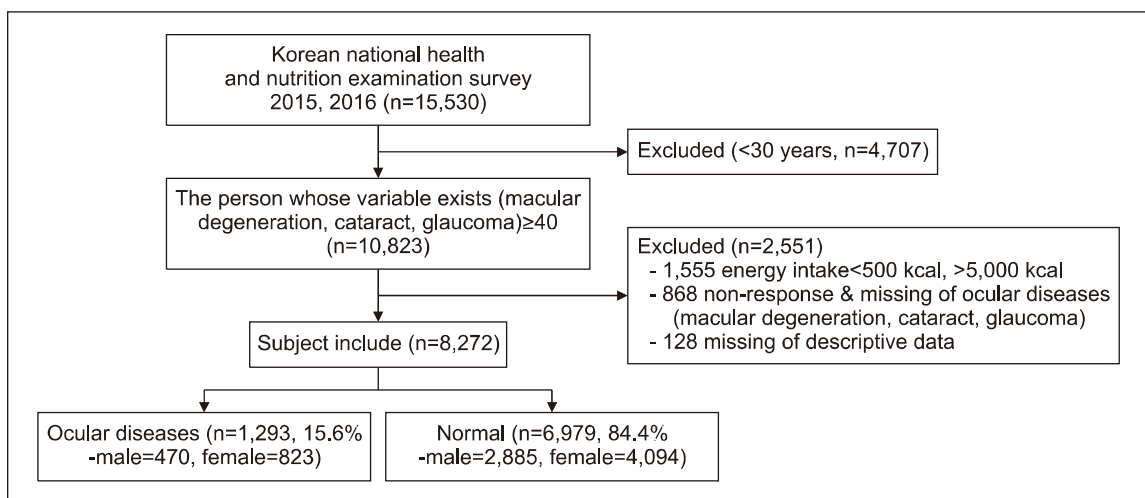 Korean national health
and nutrition examination survey
2015, 2016 (n=15,530)
Excluded (<30 years, n=4,707)
The person whose variable exists (macular
degeneration, cataract, glaucoma)≥40
(n=10,823)
Excluded (n=2,551)
- 1,555 energy intake<500 kcal, >5,000 kcal
- 868 non-response & missing of ocular diseases
(macular degeneration, cataract, glaucoma)
- 128 missing of descriptive data
Subject include (n=8,272)
Ocular diseases (n=1,293, 15.6%
-male=470, female=823)
Normal (n=6,979, 84.4%
-male=2,885, female=4,094)